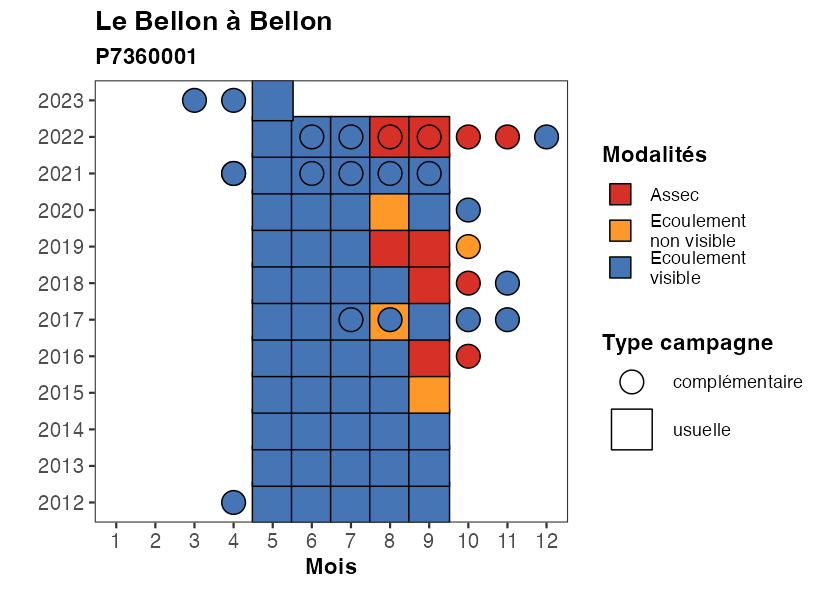 Le Bellon à Bellon
P7360001
2023
2022
2021
2020
2019
2018
2017
2016
2015
2014
2013
2012
1 2 3 4 5 6 7 8 9 10 11 12
Mois
Modalités
Assec
Ecoulement
non visible
Ecoulement
visible
Type campagne
complémentaire
usuelle